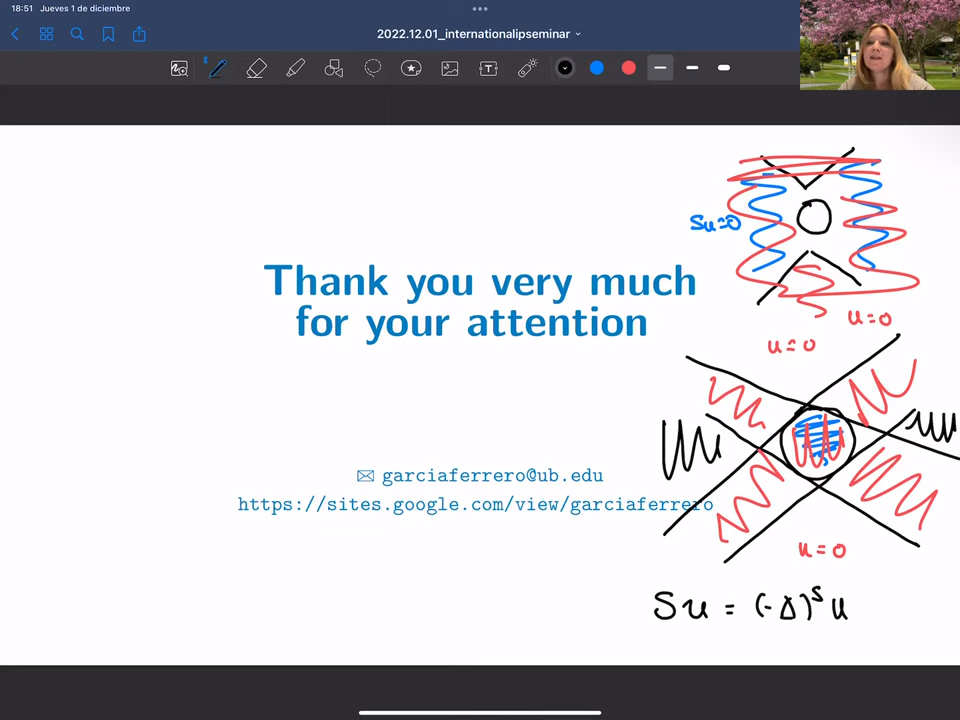 18:51 Jueves 1 de diciembre
2022.12.01_internationalipseminar
Su=0
Thank you very much
for your attention
u=0
u=0
garciaferrero@ub.edu
https://sites.google.com/view/garciaferrero
u=0
Su = (-Δ)ˢ u